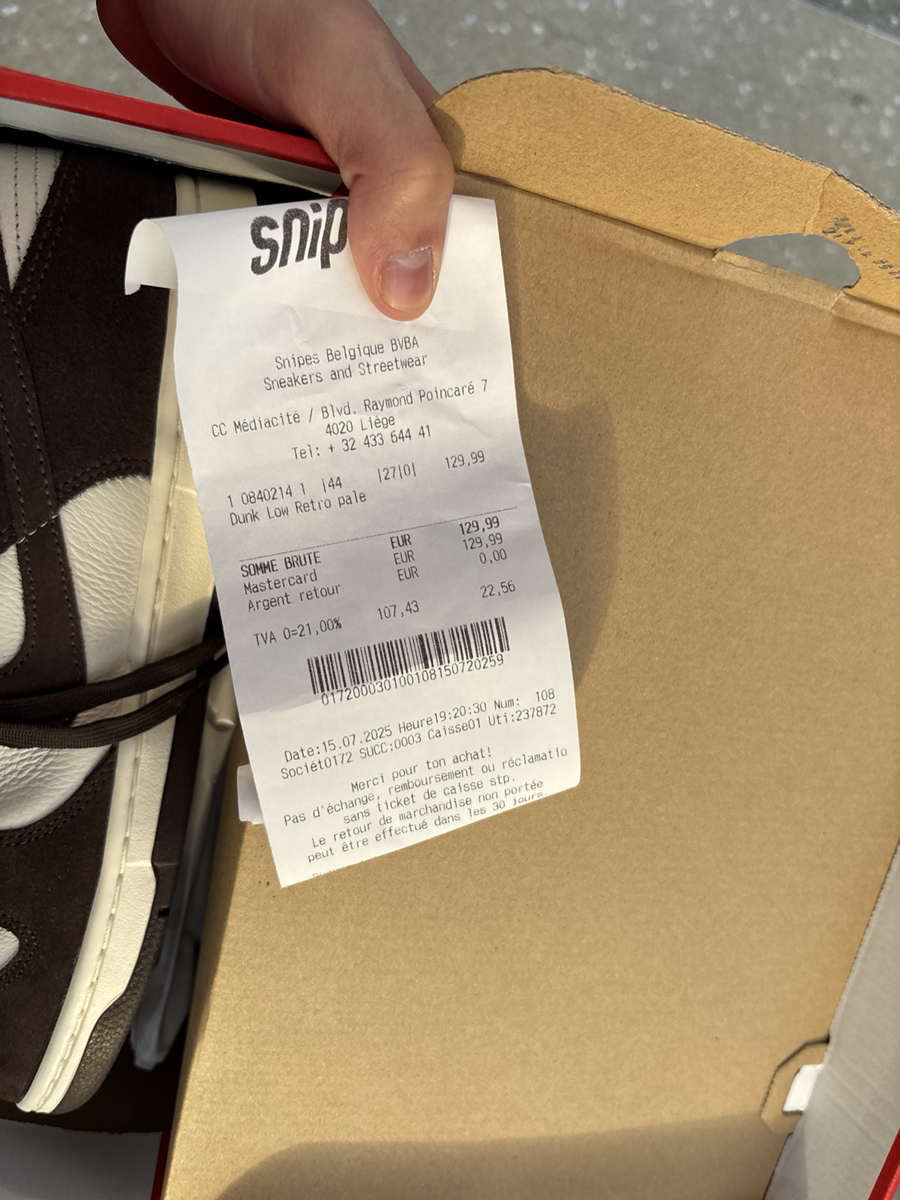 snip
Snipes Belgique BVBA
Sneakers and Streetwear
CC Médiacité / Blvd. Raymond Poincaré 7
4020 Liège
Tel: + 32 433 644 41
1 0840214 1 |44 |27|0| 129,99
Dunk Low Retro pale
SOMME BRUTE EUR 129,99
Mastercard EUR 129,99
Argent retour EUR 0,00
TVA 0=21,00% 107,43 22,56
01720003010010815072025​9
Date:15.07.2025 Heure19:20:30 Num: 108
Sociét0172 SUCC:0003 Caisse01 Uti:237872
Merci pour ton achat!
Pas d'échange, remboursement ou réclamatio
sans ticket de caisse stp.
Le retour de marchandise non portée
peut être effectué dans les 30 jours.